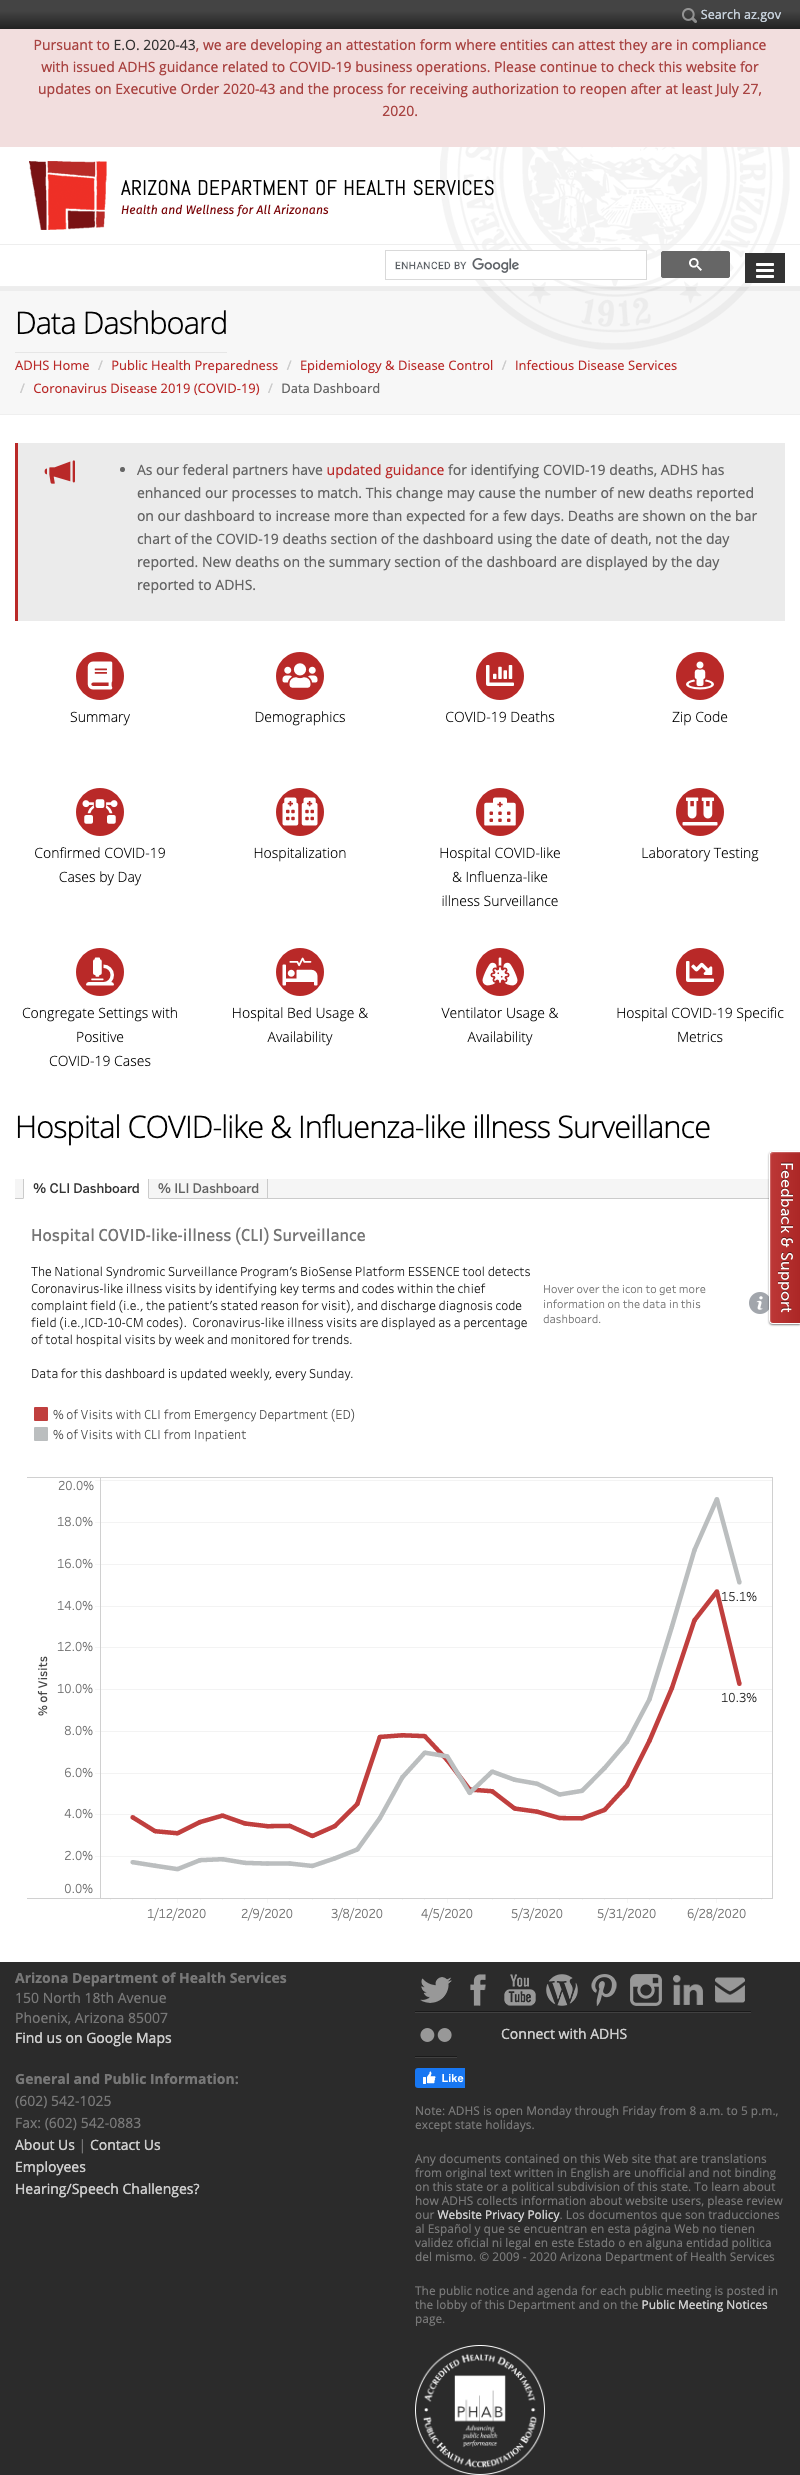 Search az.gov
Pursuant to E.O. 2020-43, we are developing an attestation form where entities can attest they are in compliance
with issued ADHS guidance related to COVID-19 business operations. Please continue to check this website for
updates on Executive Order 2020-43 and the process for receiving authorization to reopen after at least July 27,
2020.
ARIZONA DEPARTMENT OF HEALTH SERVICES
Health and Wellness for All Arizonans
ENHANCED BY Google
1912
Data Dashboard
ADHS Home / Public Health Preparedness / Epidemiology & Disease Control / Infectious Disease Services
/ Coronavirus Disease 2019 (COVID-19) / Data Dashboard
• As our federal partners have updated guidance for identifying COVID-19 deaths, ADHS has
enhanced our processes to match. This change may cause the number of new deaths reported
on our dashboard to increase more than expected for a few days. Deaths are shown on the bar
chart of the COVID-19 deaths section of the dashboard using the date of death, not the day
reported. New deaths on the summary section of the dashboard are displayed by the day
reported to ADHS.
Summary
Demographics
COVID-19 Deaths
Zip Code
Confirmed COVID-19
Cases by Day
Hospitalization
Hospital COVID-like
& Influenza-like
illness Surveillance
Laboratory Testing
Congregate Settings with
Positive
COVID-19 Cases
Hospital Bed Usage &
Availability
Ventilator Usage &
Availability
Hospital COVID-19 Specific
Metrics
Hospital COVID-like & Influenza-like illness Surveillance
Feedback & Support
% CLI Dashboard
% ILI Dashboard
Hospital COVID-like-illness (CLI) Surveillance
The National Syndromic Surveillance Program's BioSense Platform ESSENCE tool detects
Coronavirus-like illness visits by identifying key terms and codes within the chief
complaint field (i.e., the patient's stated reason for visit), and discharge diagnosis code
field (i.e.,ICD-10-CM codes). Coronavirus-like illness visits are displayed as a percentage
of total hospital visits by week and monitored for trends.
Data for this dashboard is updated weekly, every Sunday.
Hover over the icon to get more
information on the data in this
dashboard.
% of Visits with CLI from Emergency Department (ED)
% of Visits with CLI from Inpatient
20.0%
18.0%
16.0%
14.0%
12.0%
10.0%
8.0%
6.0%
4.0%
2.0%
0.0%
% of Visits
15.1%
10.3%
1/12/2020
2/9/2020
3/8/2020
4/5/2020
5/3/2020
5/31/2020
6/28/2020
Arizona Department of Health Services
150 North 18th Avenue
Phoenix, Arizona 85007
Find us on Google Maps
General and Public Information:
(602) 542-1025
Fax: (602) 542-0883
About Us | Contact Us
Employees
Hearing/Speech Challenges?
You
Tube
Connect with ADHS
Like
Note: ADHS is open Monday through Friday from 8 a.m. to 5 p.m.,
except state holidays.
Any documents contained on this Web site that are translations
from original text written in English are unofficial and not binding
on this state or a political subdivision of this state. To learn about
how ADHS collects information about website users, please review
our Website Privacy Policy. Los documentos que son traducciones
al Español y que se encuentran en esta página Web no tienen
validez oficial ni legal en este Estado o en alguna entidad politica
del mismo. © 2009 - 2020 Arizona Department of Health Services
The public notice and agenda for each public meeting is posted in
the lobby of this Department and on the Public Meeting Notices
page.
ACCREDITED HEALTH DEPARTMENT
PHAB
Advancing
public health
performance
PUBLIC HEALTH ACCREDITATION BOARD